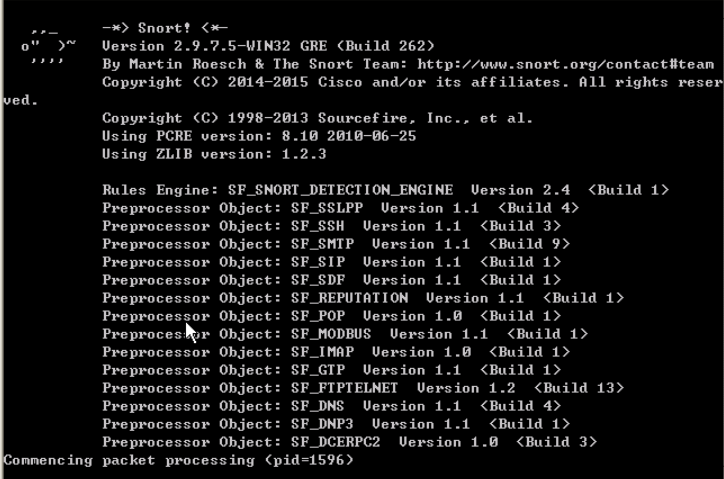 ,,_     -*> Snort! <*-
o"  )~   Version 2.9.7.5-WIN32 GRE (Build 262)
''''    By Martin Roesch & The Snort Team: http://www.snort.org/contact#team
Copyright (C) 2014-2015 Cisco and/or its affiliates. All rights reser
ved.
Copyright (C) 1998-2013 Sourcefire, Inc., et al.
Using PCRE version: 8.10 2010-06-25
Using ZLIB version: 1.2.3
Rules Engine: SF_SNORT_DETECTION_ENGINE  Version 2.4  <Build 1>
Preprocessor Object: SF_SSLPP  Version 1.1  <Build 4>
Preprocessor Object: SF_SSH  Version 1.1  <Build 3>
Preprocessor Object: SF_SMTP  Version 1.1  <Build 9>
Preprocessor Object: SF_SIP  Version 1.1  <Build 1>
Preprocessor Object: SF_SDF  Version 1.1  <Build 1>
Preprocessor Object: SF_REPUTATION  Version 1.1  <Build 1>
Preprocessor Object: SF_POP  Version 1.0  <Build 1>
Preprocessor Object: SF_MODBUS  Version 1.1  <Build 1>
Preprocessor Object: SF_IMAP  Version 1.0  <Build 1>
Preprocessor Object: SF_GTP  Version 1.1  <Build 1>
Preprocessor Object: SF_FTPTELNET  Version 1.2  <Build 13>
Preprocessor Object: SF_DNS  Version 1.1  <Build 4>
Preprocessor Object: SF_DNP3  Version 1.1  <Build 1>
Preprocessor Object: SF_DCERPC2  Version 1.0  <Build 3>
Commencing packet processing (pid=1596)